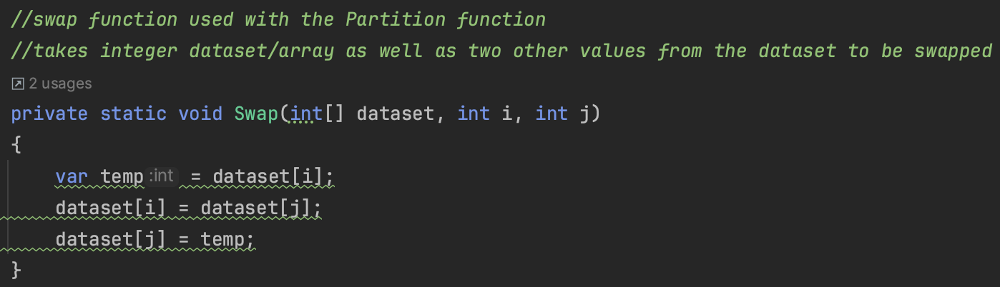 //swap function used with the Partition function
//takes integer dataset/array as well as two other values from the dataset to be swapped
2 usages
private static void Swap(int[] dataset, int i, int j)
{
    var temp :int = dataset[i];
    dataset[i] = dataset[j];
    dataset[j] = temp;
}